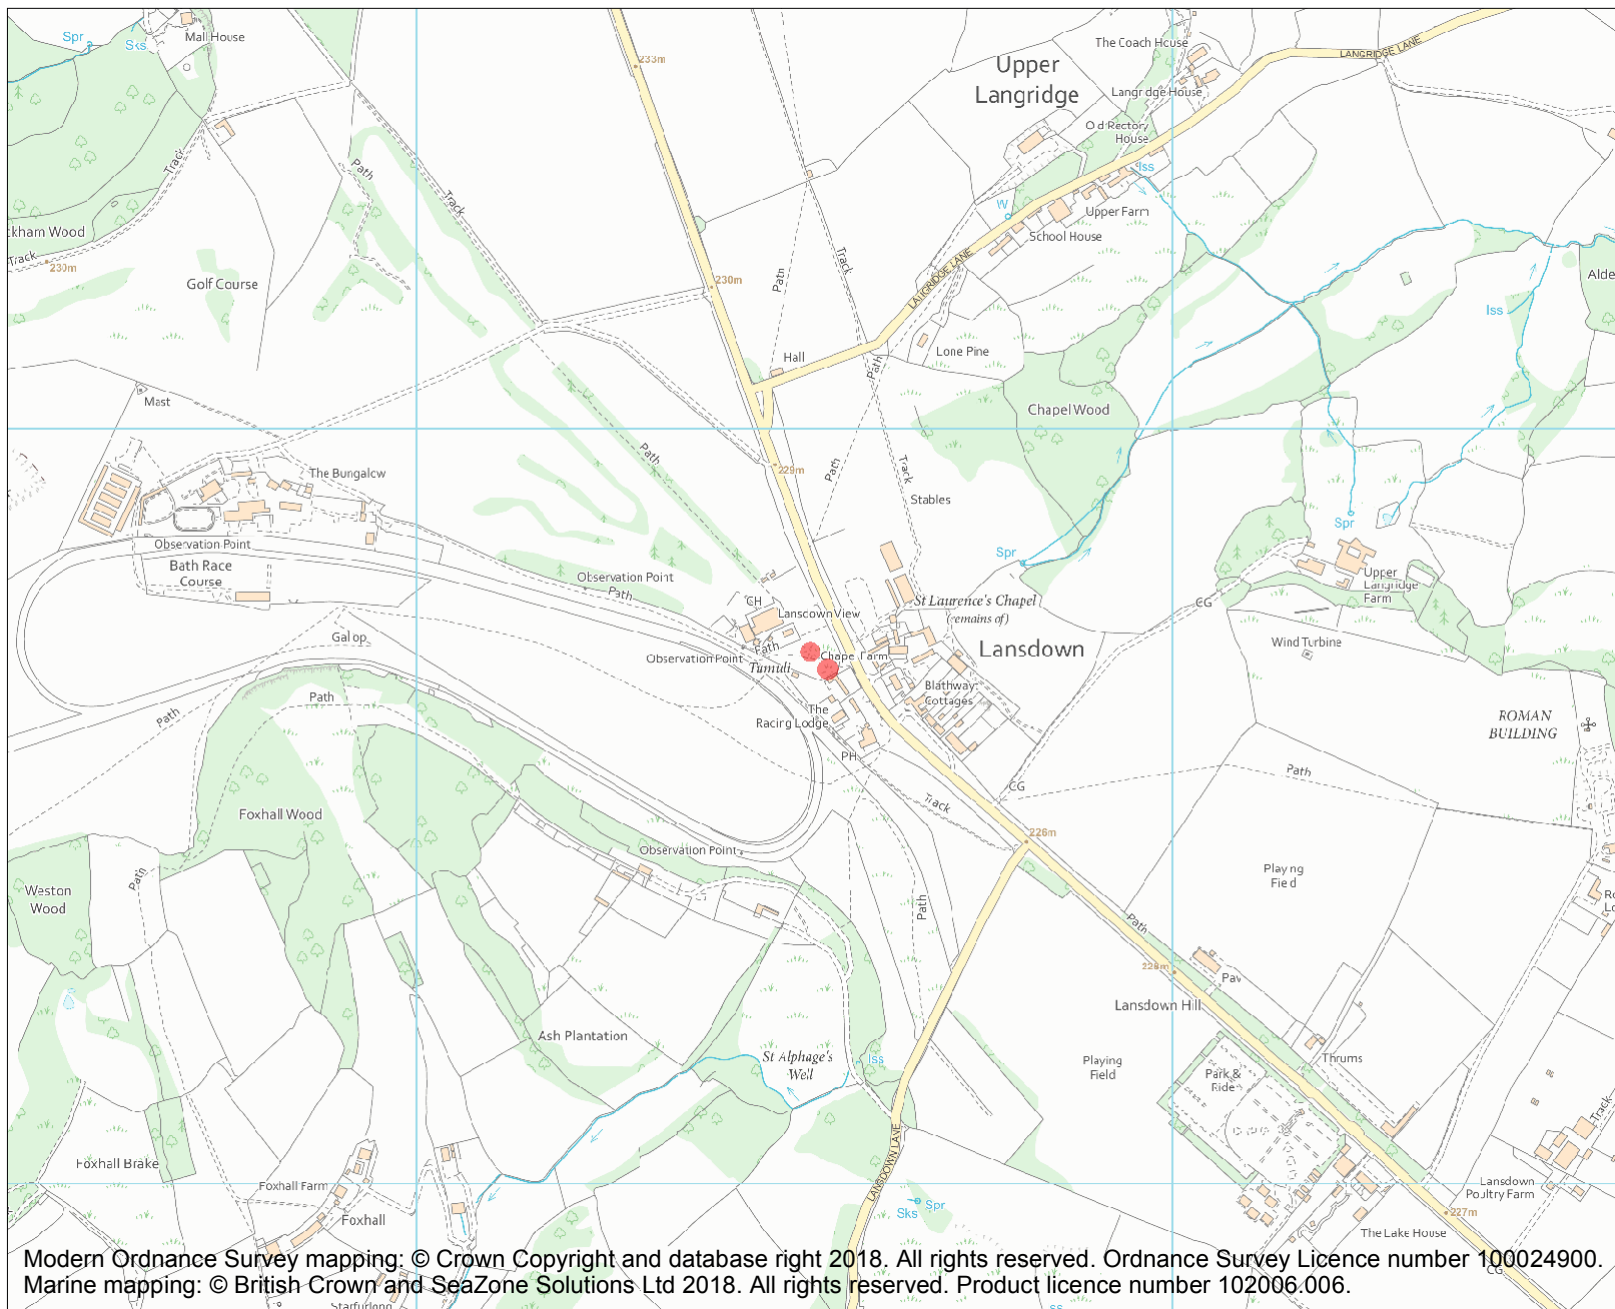 Spr
Sks
Mall House
233m
Upper
Langridge
The Coach House
LANGRIDGE LANE
Langridge House
Old Rectory
House
Iss
Track
Path
Track
W
Upper Farm
School House
ckham Wood
Track
230m
Golf Course
230m
Path
Track
LANGRIDGE LANE
Alde
Iss
Hall
Path
Lone Pine
Mast
Chapel Wood
Path
229m
Path
Track
The Bungalow
Stables
Spr
Observation Point
Bath Race
Course
Spr
Observation Point
Path
Upper
Langridge
Farm
CH
Lansdown View
St Laurence's Chapel
(remains of)
CG
Gallop
Lansdown
Wind Turbine
Observation Point
Path
Tumuli
Chapel Farm
Blathwayt
Cottages
Path
Path
The
Racing Lodge
ROMAN
BUILDING
PH
CG
Path
Track
Foxhall Wood
226m
Observation Point
Playing
Field
Weston
Wood
Path
Path
Path
226m
Pav
Lansdown Hill
Ash Plantation
St Alphage's
Well
Iss
Playing
Field
Park &
Ride
Thrums
Track
Foxhall Brake
LANSDOWN LANE
Foxhall Farm
Foxhall
Sks
Spr
Lansdown
Poultry Farm
227m
The Lake House
Modern Ordnance Survey mapping: © Crown Copyright and database right 2018. All rights reserved. Ordnance Survey Licence number 100024900.
CG
Marine mapping: © British Crown and SeaZone Solutions Ltd 2018. All rights reserved. Product licence number 102006.006.
Starfurlong